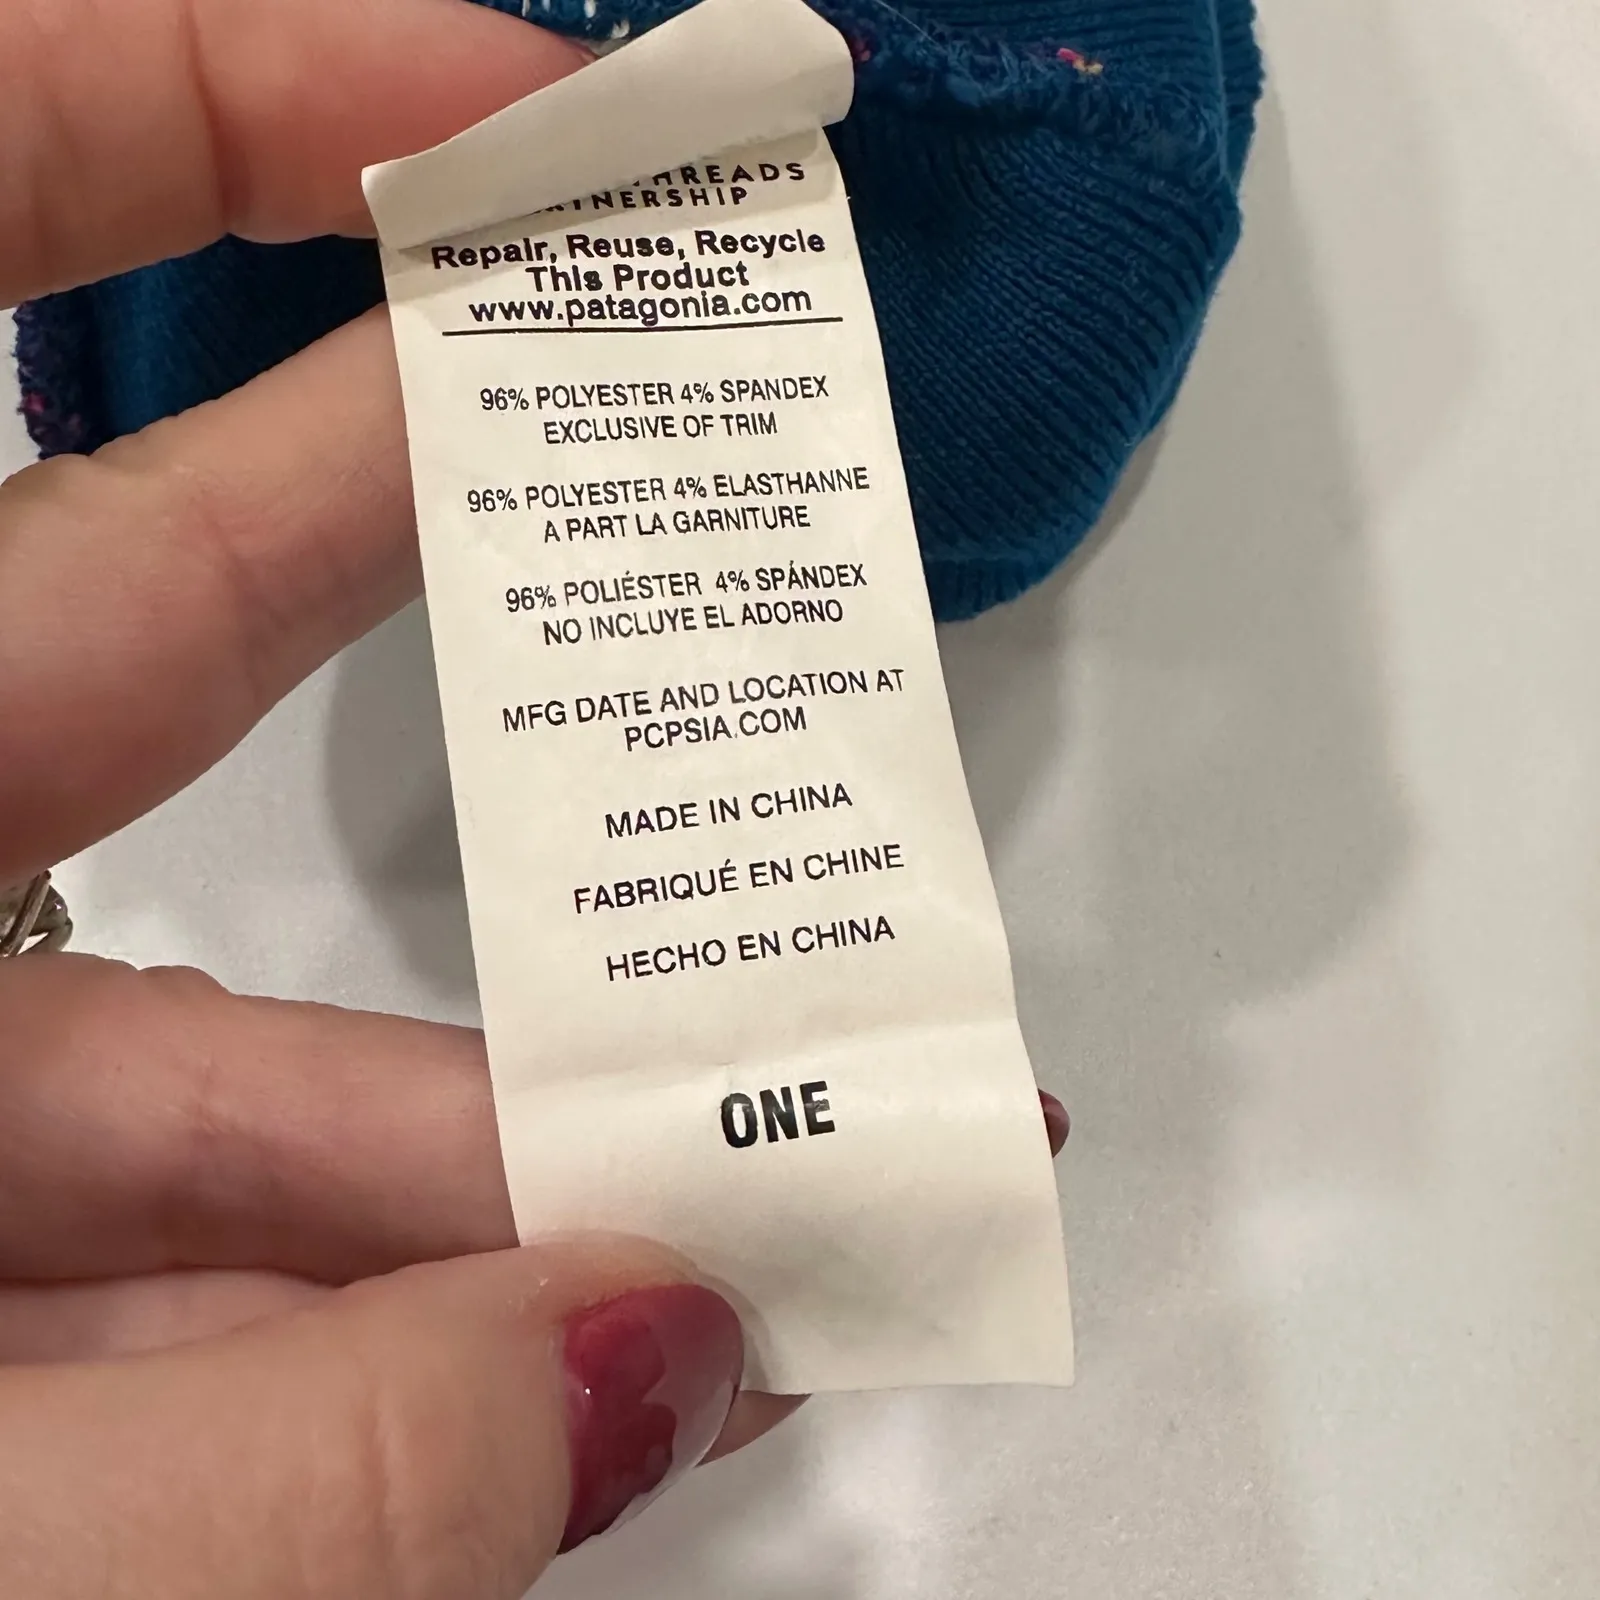 THREADS
PARTNERSHIP
Repair, Reuse, Recycle
This Product
www.patagonia.com
96% POLYESTER 4% SPANDEX
EXCLUSIVE OF TRIM
96% POLYESTER 4% ELASTHANNE
A PART LA GARNITURE
96% POLIÉSTER 4% SPÁNDEX
NO INCLUYE EL ADORNO
MFG DATE AND LOCATION AT
PCPSIA.COM
MADE IN CHINA
FABRIQUÉ EN CHINE
HECHO EN CHINA
ONE